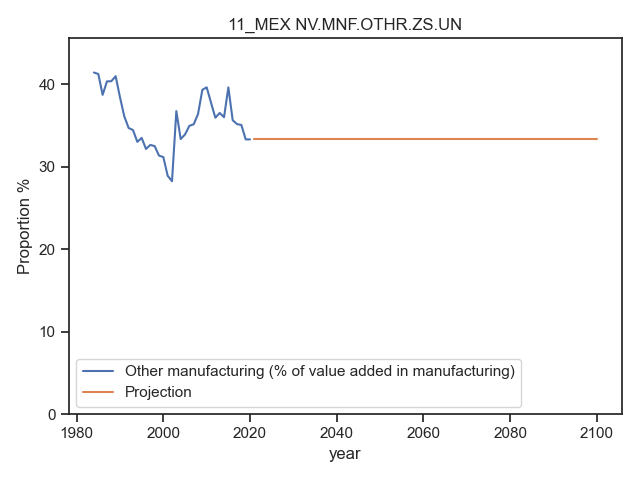 11_MEX NV.MNF.OTHR.ZS.UN
40
30
20
10
0
Proportion %
Other manufacturing (% of value added in manufacturing)
Projection
1980 2000 2020 2040 2060 2080 2100
year